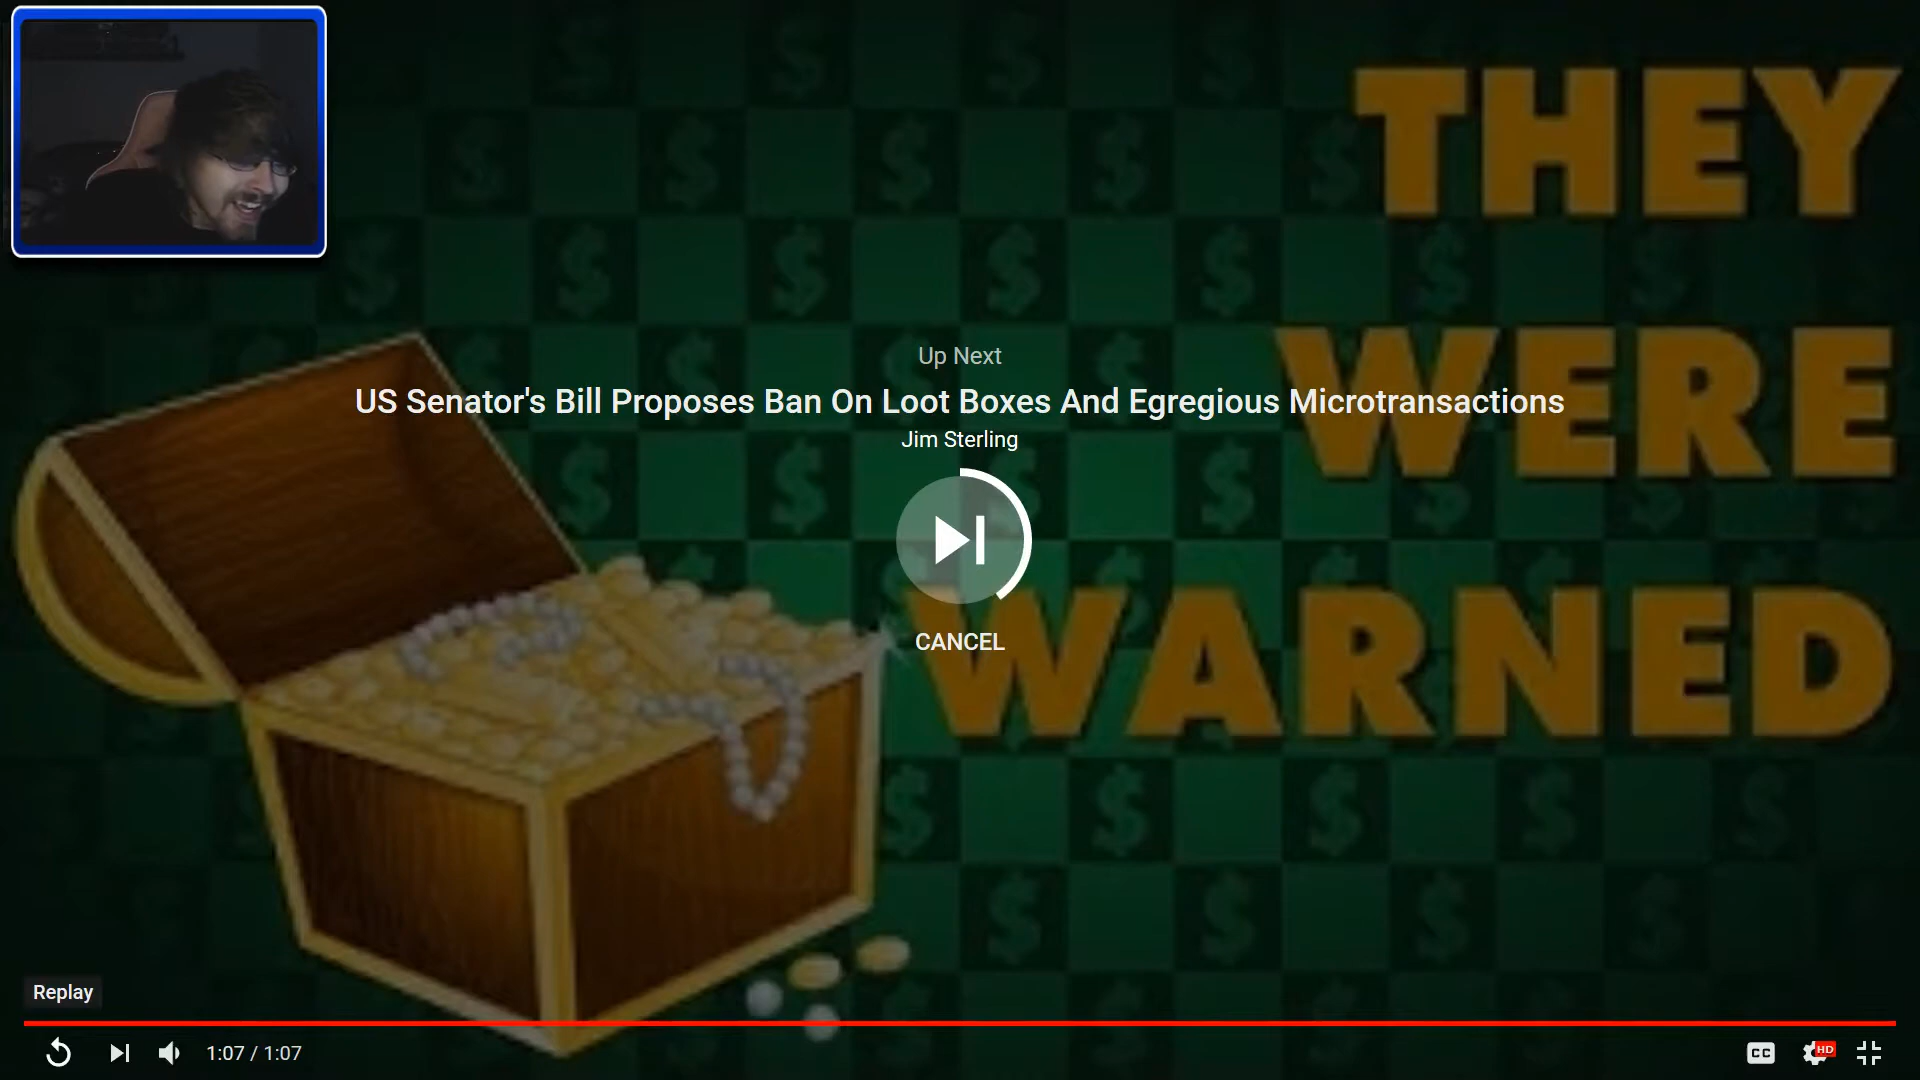 THEY
WERE
WARNED
Up Next
US Senator's Bill Proposes Ban On Loot Boxes And Egregious Microtransactions
Jim Sterling
CANCEL
Replay
1:07 / 1:07
CC
HD